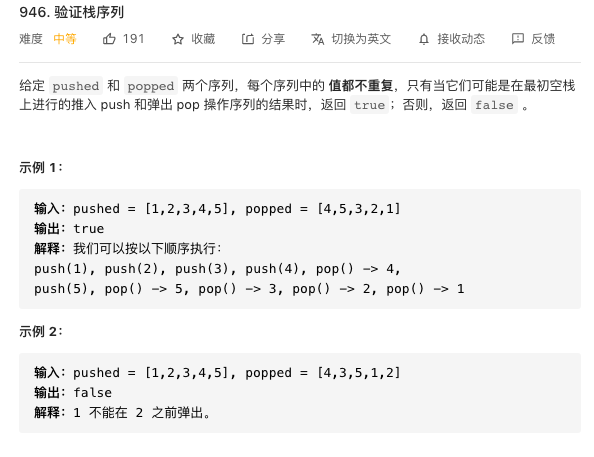 946. 验证栈序列
难度 中等 191 收藏 分享 切换为英文 接收动态 反馈
给定 pushed 和 popped 两个序列，每个序列中的 值都不重复，只有当它们可能是在最初空栈
上进行的推入 push 和弹出 pop 操作序列的结果时，返回 true；否则，返回 false 。
示例 1：
输入：pushed = [1,2,3,4,5], popped = [4,5,3,2,1]
输出：true
解释：我们可以按以下顺序执行：
push(1), push(2), push(3), push(4), pop() -> 4,
push(5), pop() -> 5, pop() -> 3, pop() -> 2, pop() -> 1
示例 2：
输入：pushed = [1,2,3,4,5], popped = [4,3,5,1,2]
输出：false
解释：1 不能在 2 之前弹出。